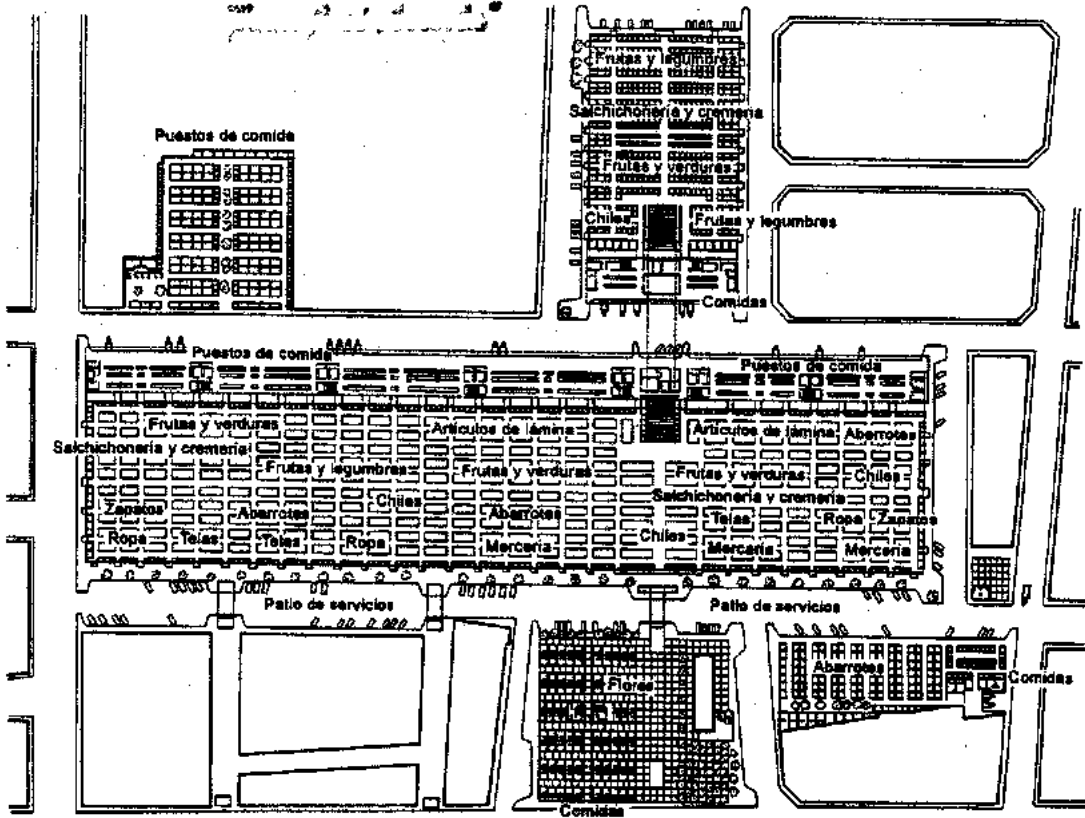 Frutas y legumbres
Salchichonería y cremería
Puestos de comida
Frutas y verduras
Chiles
Frutas y legumbres
Comidas
Puestos de comida
Puestos de comida
Frutas y verduras
Artículos de lámina
Artículos de lámina
Abarrotes
Salchichonería y cremería
Frutas y legumbres
Frutas y verduras
Frutas y verduras
Chiles
Chiles
Salchichonería y cremería
Zapatos
Abarrotes
Abarrotes
Telas
Ropa
Zapatos
Ropa
Telas
Telas
Ropa
Mercería
Chiles
Mercería
Mercería
Patio de servicios
Patio de servicios
Abarrotes
Comidas
Flores
Comidas